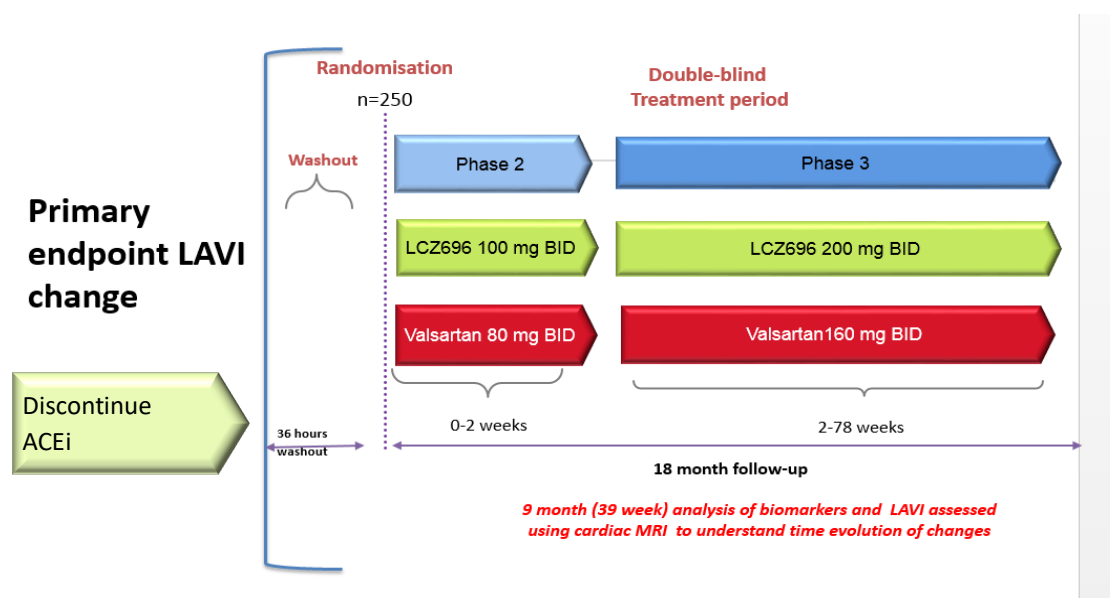 Randomisation
n=250
Double-blind
Treatment period
Washout
Phase 2
Phase 3
Primary
endpoint LAVI
change
LCZ696 100 mg BID
LCZ696 200 mg BID
Valsartan 80 mg BID
Valsartan160 mg BID
Discontinue
ACEi
0-2 weeks
2-78 weeks
36 hours
washout
18 month follow-up
9 month (39 week) analysis of biomarkers and LAVI assessed
using cardiac MRI to understand time evolution of changes